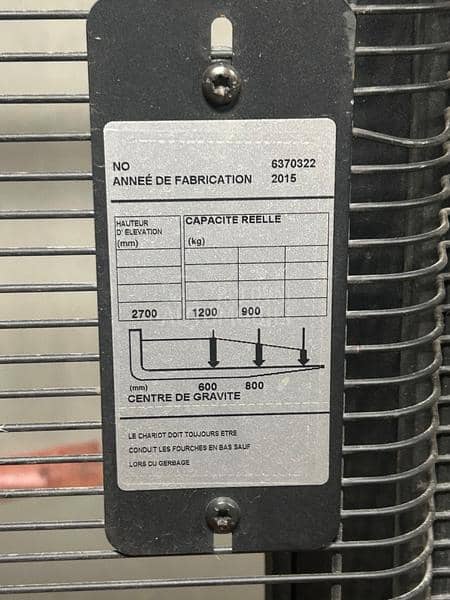 NO 6370322
ANNEÉ DE FABRICATION 2015
HAUTEUR CAPACITE REELLE
D' ELEVATION
(mm) (kg)
2700 1200 900
(mm) 600 800
CENTRE DE GRAVITE
LE CHARIOT DOIT TOUJOURS ETRE
CONDUIT LES FOURCHES EN BAS SAUF
LORS DU GERBAGE